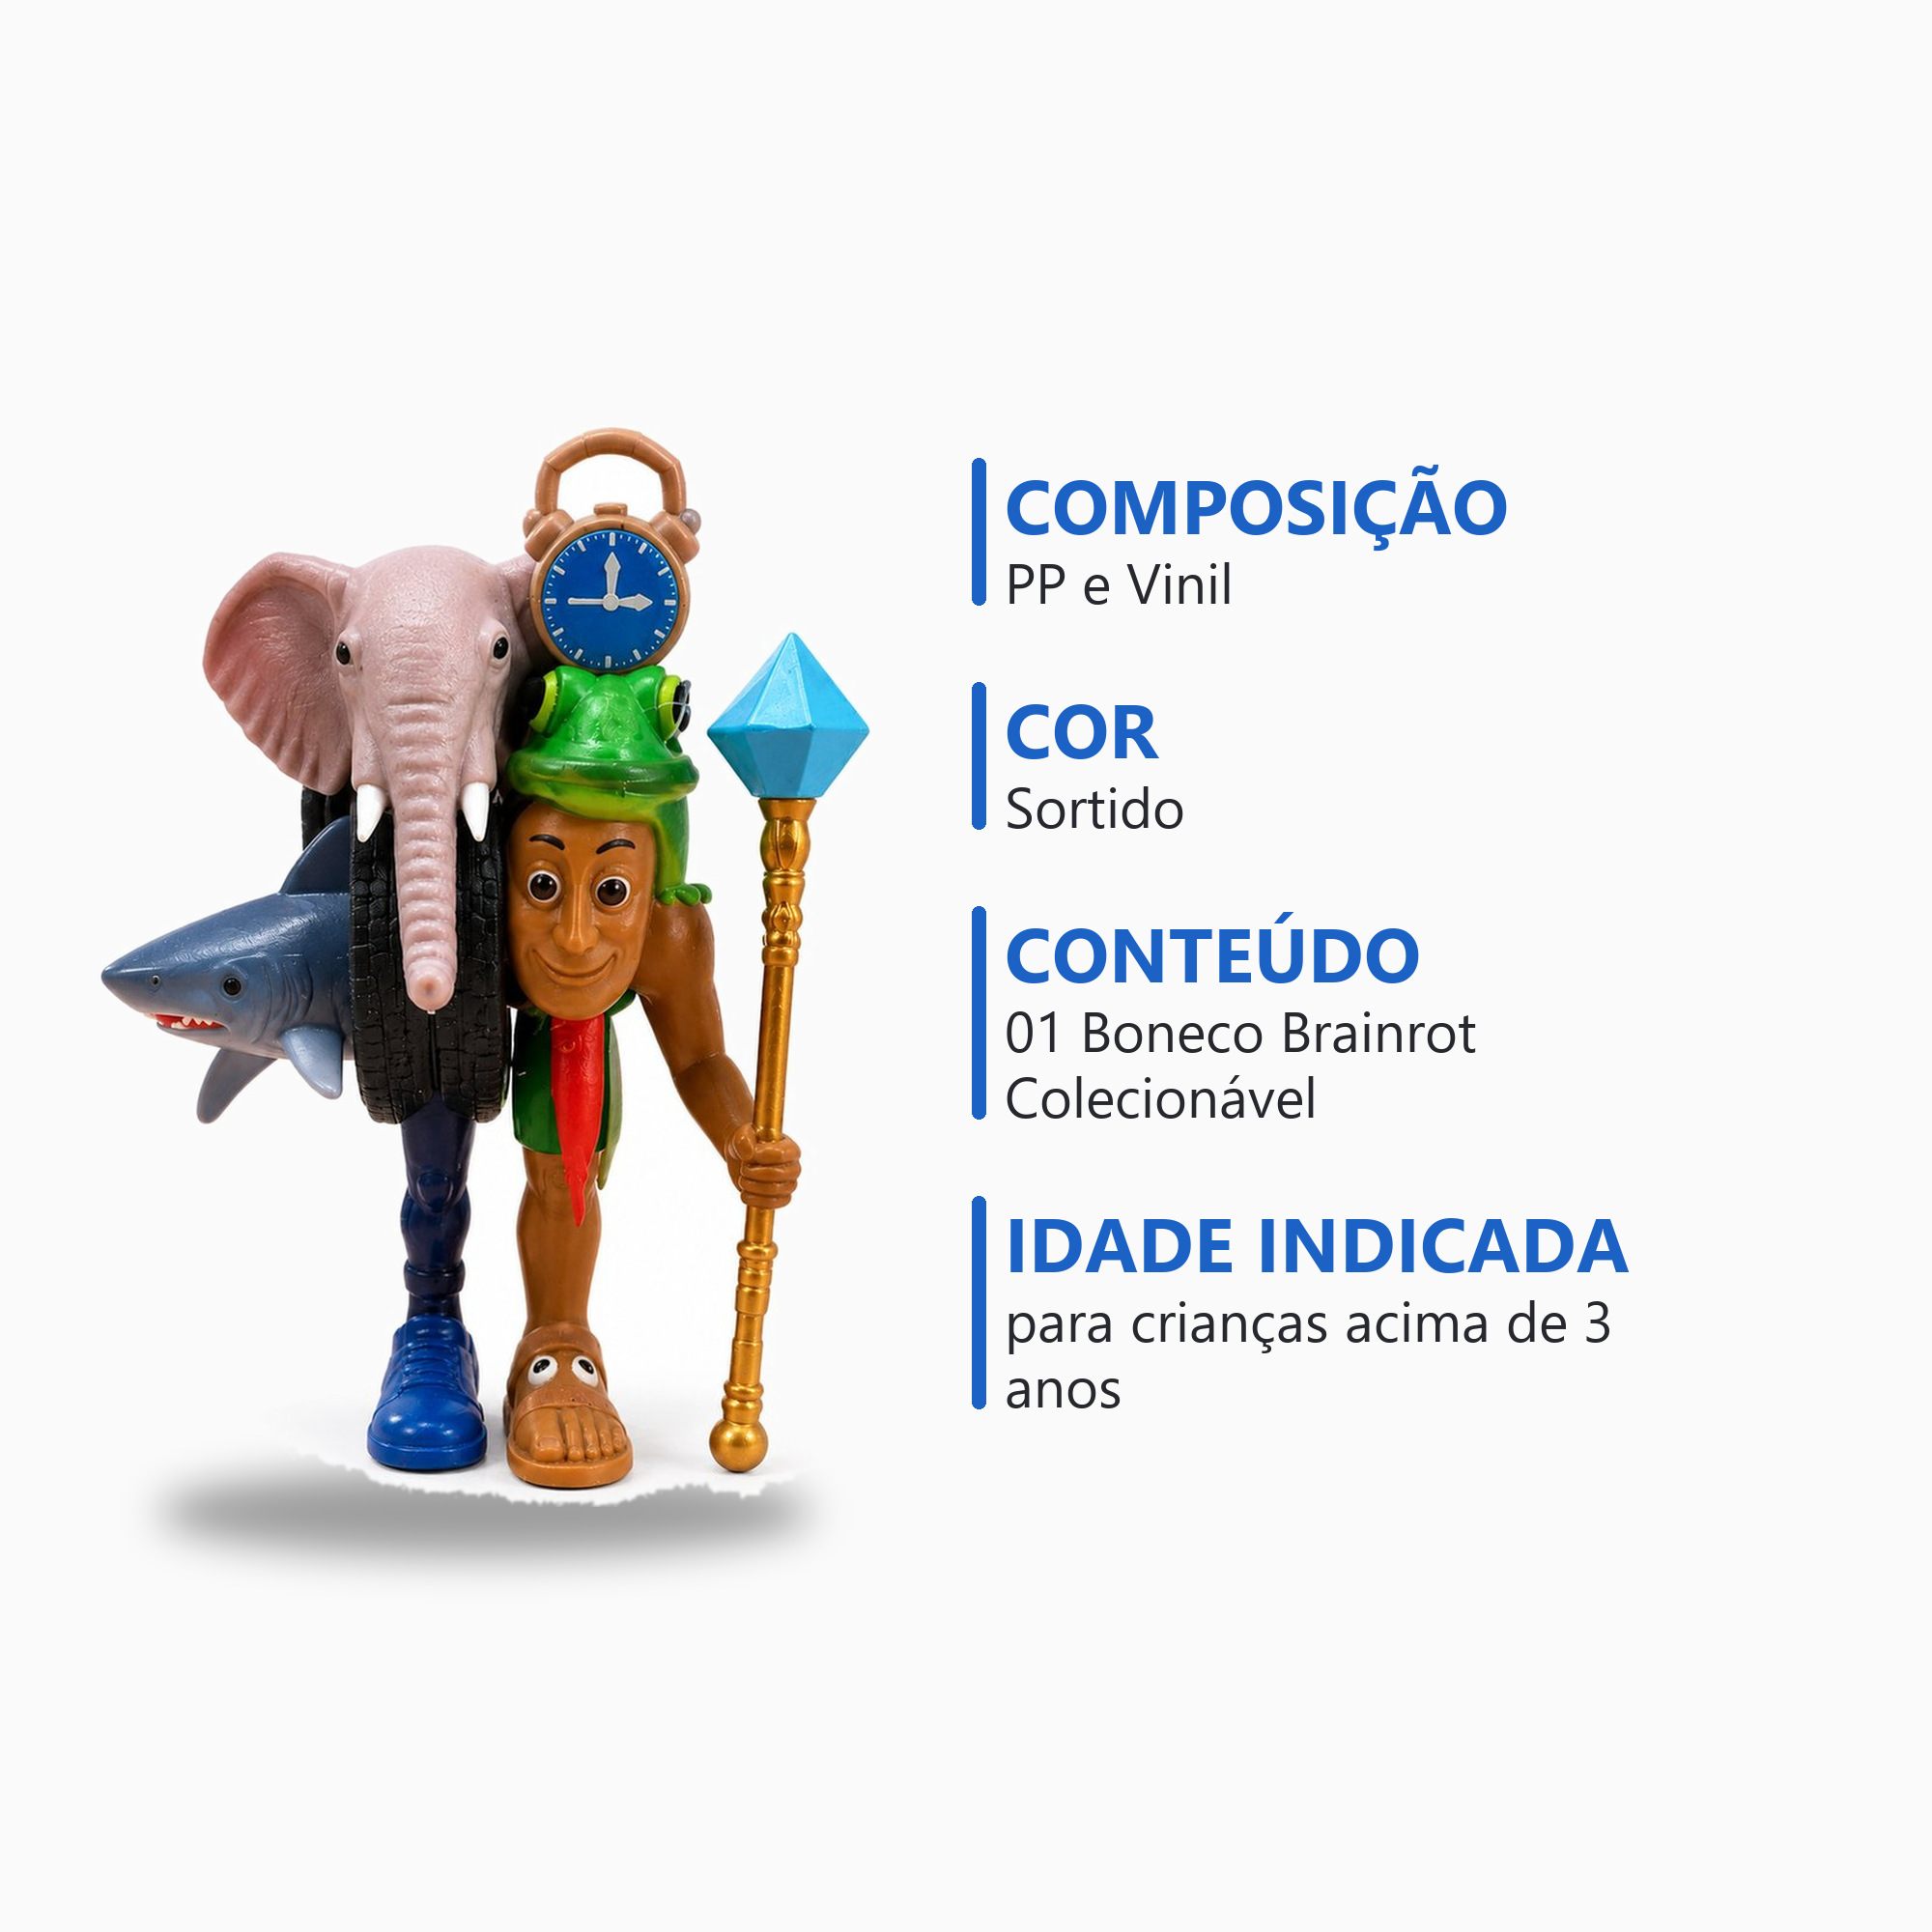 COMPOSIÇÃO
PP e Vinil
COR
Sortido
CONTEÚDO
01 Boneco Brainrot
Colecionável
IDADE INDICADA
para crianças acima de 3
anos